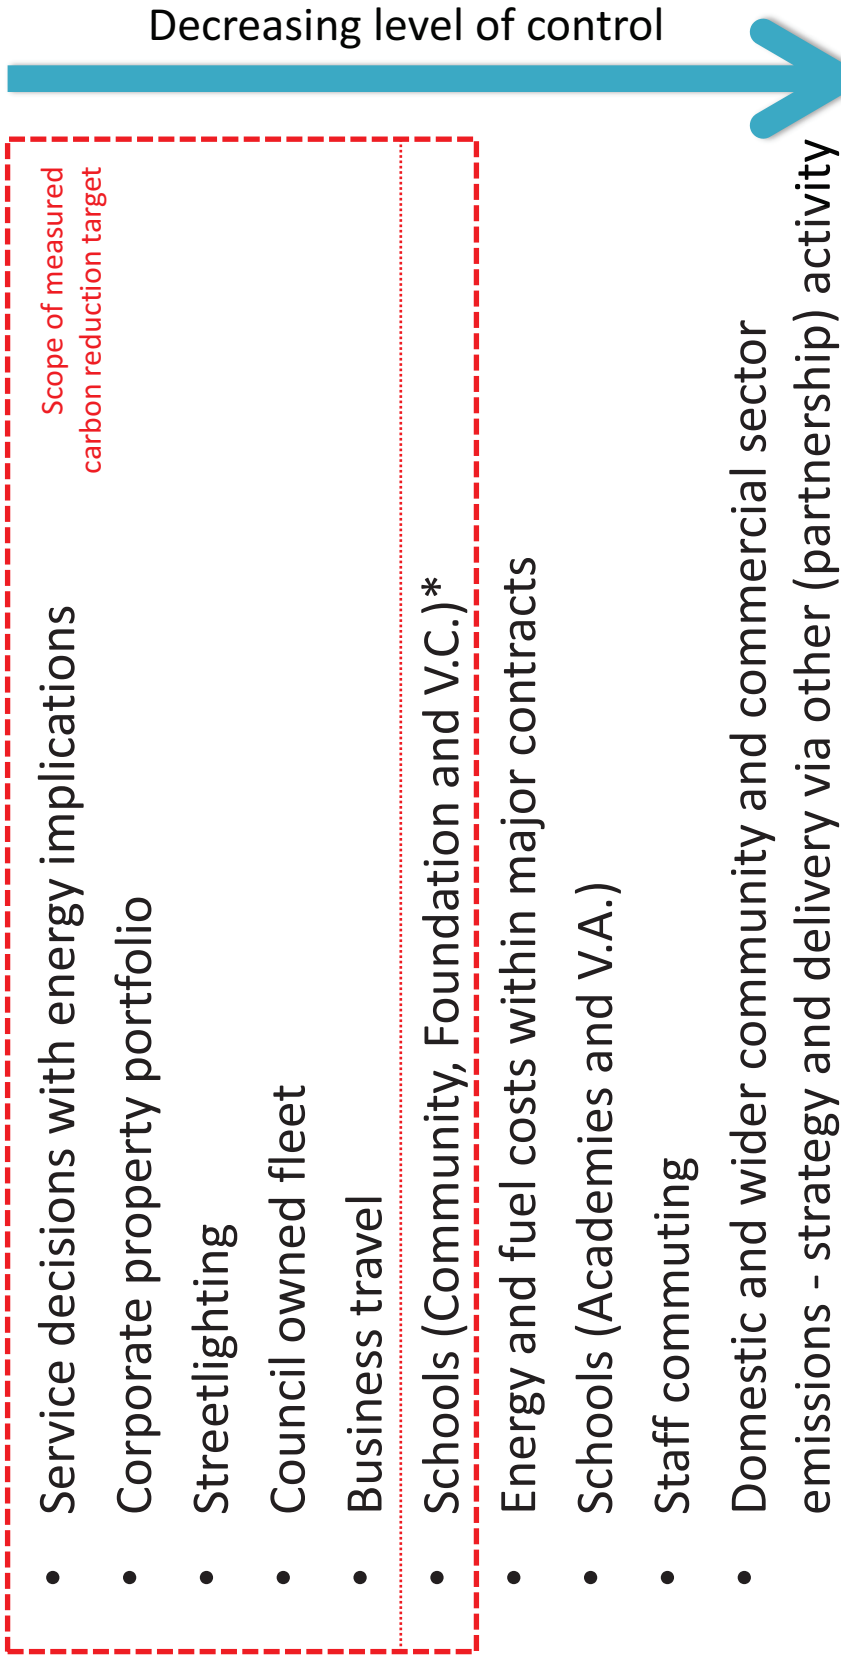 Decreasing level of control
Scope of measured
carbon reduction target
• Service decisions with energy implications
• Corporate property portfolio
• Streetlighting
• Council owned fleet
• Business travel
• Schools (Community, Foundation and V.C.)*
• Energy and fuel costs within major contracts
• Schools (Academies and V.A.)
• Staff commuting
• Domestic and wider community and commercial sector
emissions - strategy and delivery via other (partnership) activity